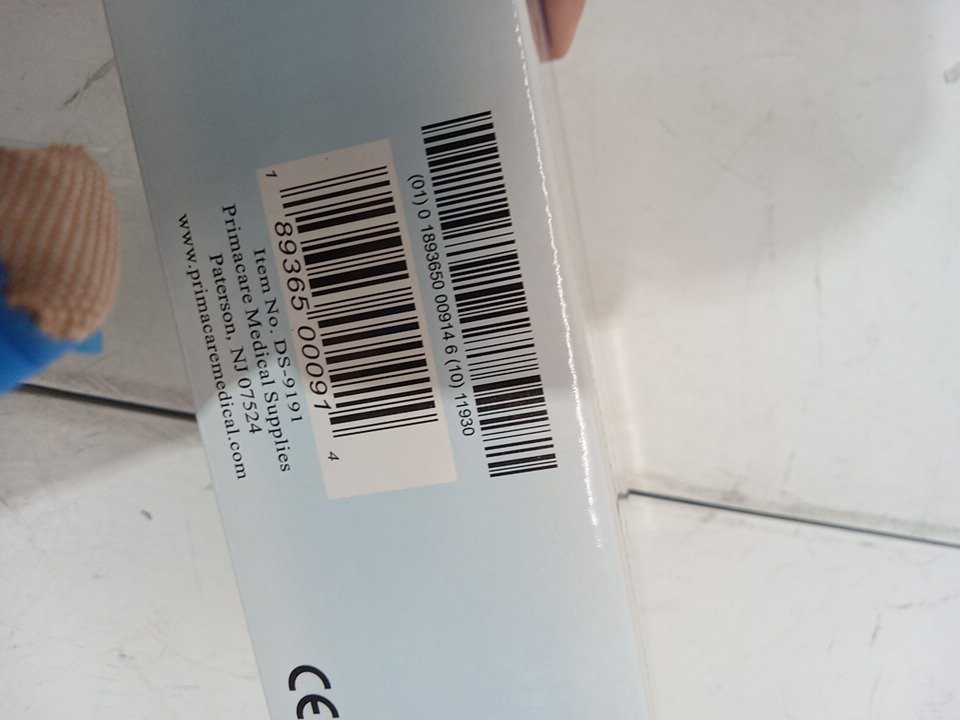 (01) 0 1893650 00914 6 (10) 11930
1 89365 00091 4
Item No. DS-9191
Primacare Medical Supplies
Paterson, NJ 07524
www.primacaremedical.com
CE